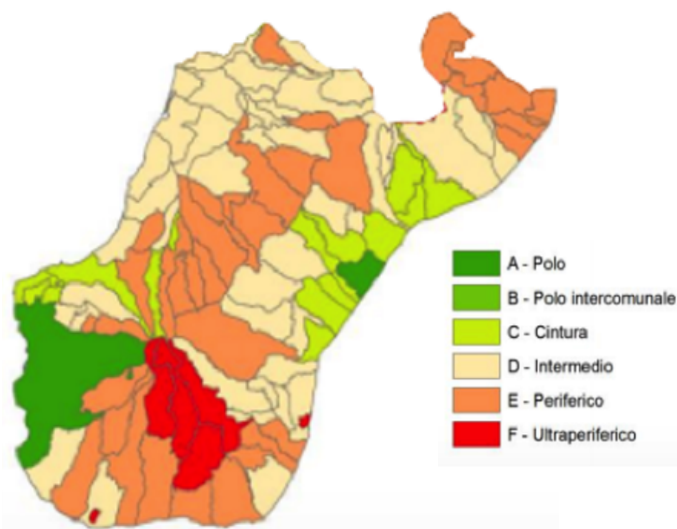 A - Polo
B - Polo intercomunale
C - Cintura
D - Intermedio
E - Periferico
F - Ultraperiferico